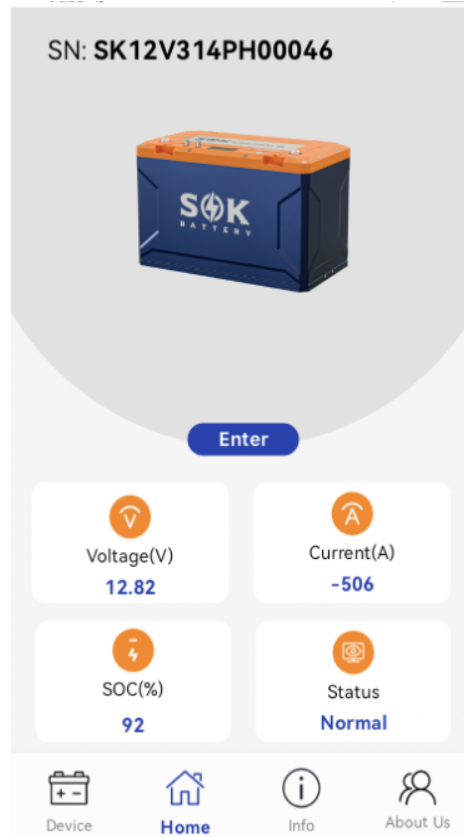 SN: SK12V314PH00046
SOK
BATTERY
Enter
Voltage(V)
12.82
Current(A)
-506
SOC(%)
92
Status
Normal
Device
Home
Info
About Us